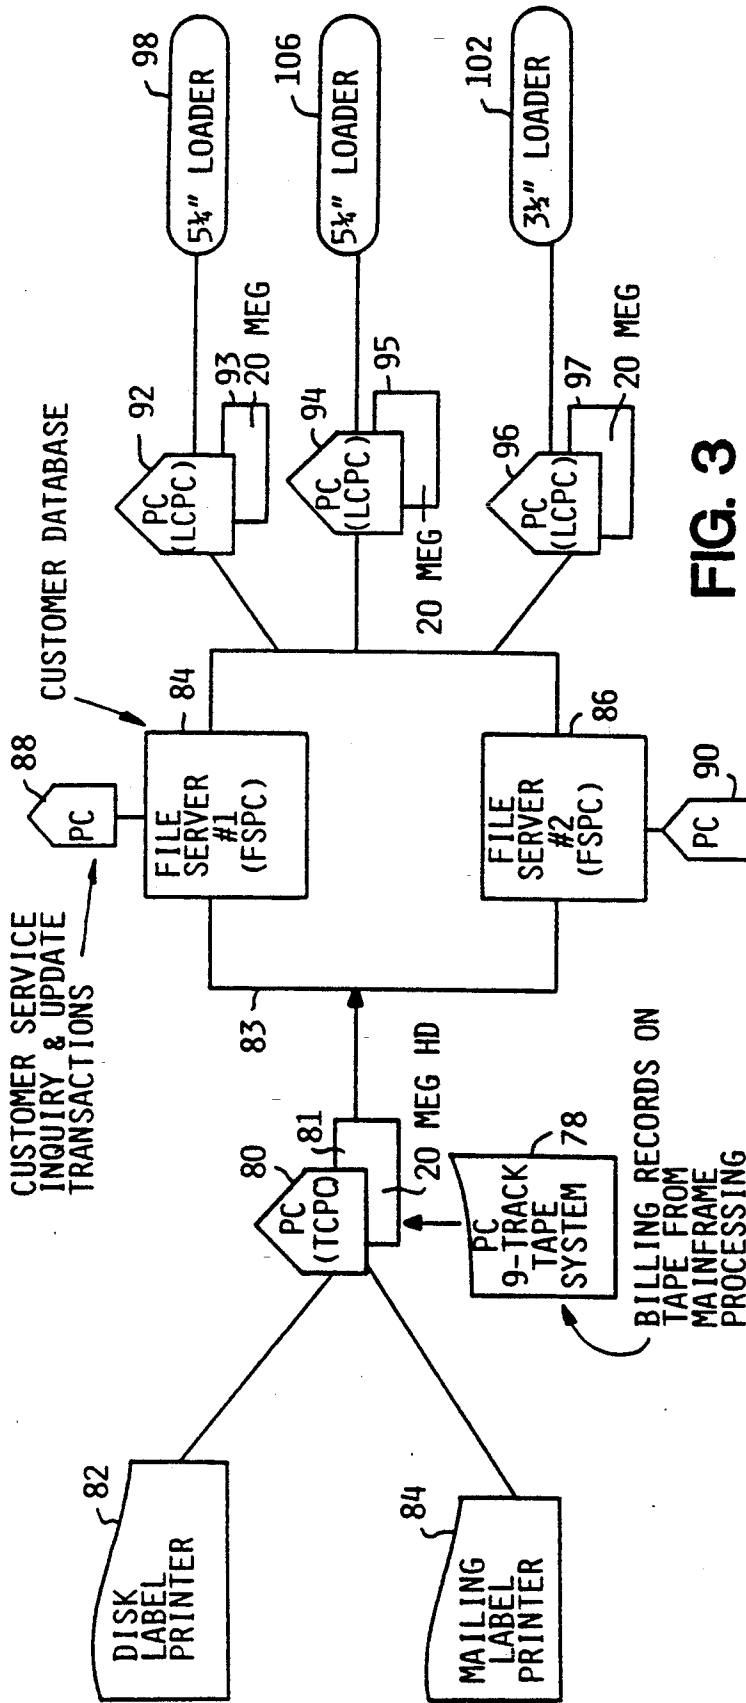 CUSTOMER SERVICE
INQUIRY & UPDATE
TRANSACTIONS
88
PC
CUSTOMER DATABASE
84
FILE
SERVER
#1
(FSPC)
83
86
FILE
SERVER
#2
(FSPC)
90
PC
82
DISK
LABEL
PRINTER
84
MAILING
LABEL
PRINTER
80
PC
(TCPC)
81
20 MEG HD
78
PC
9-TRACK
TAPE
SYSTEM
BILLING RECORDS ON
TAPE FROM
MAINFRAME
PROCESSING
92
PC
(LCPC)
93
20 MEG
98
5¼" LOADER
94
PC
(LCPC)
95
20 MEG
106
5¼" LOADER
96
PC
(LCPC)
97
20 MEG
102
3½" LOADER
FIG. 3